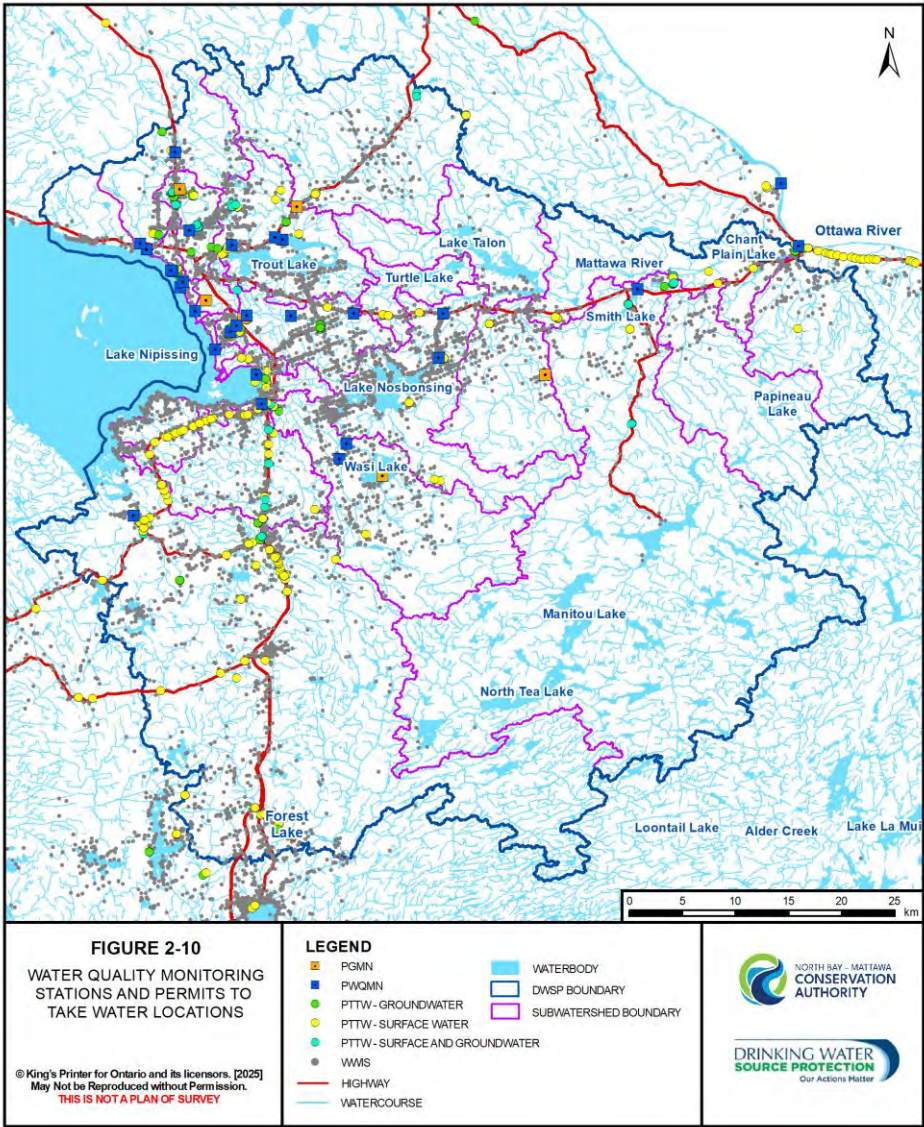 N
Ottawa River
Chant
Plain Lake
Lake Talon
Mattawa River
Trout Lake
Turtle Lake
Smith Lake
Lake Nipissing
Lake Nosbonsing
Papineau
Lake
Wasi Lake
Manitou Lake
North Tea Lake
Forest
Lake
Loontail Lake
Alder Creek
Lake La Mui
0 5 10 15 20 25
km
FIGURE 2-10
WATER QUALITY MONITORING
STATIONS AND PERMITS TO
TAKE WATER LOCATIONS
© King's Printer for Ontario and its licensors. [2025]
May Not be Reproduced without Permission.
THIS IS NOT A PLAN OF SURVEY
LEGEND
PGMN
PWQMN
PTTW - GROUNDWATER
PTTW - SURFACE WATER
PTTW - SURFACE AND GROUNDWATER
WWIS
HIGHWAY
WATERCOURSE
WATERBODY
DWSP BOUNDARY
SUBWATERSHED BOUNDARY
NORTH BAY - MATTAWA
CONSERVATION
AUTHORITY
DRINKING WATER
SOURCE PROTECTION
Our Actions Matter